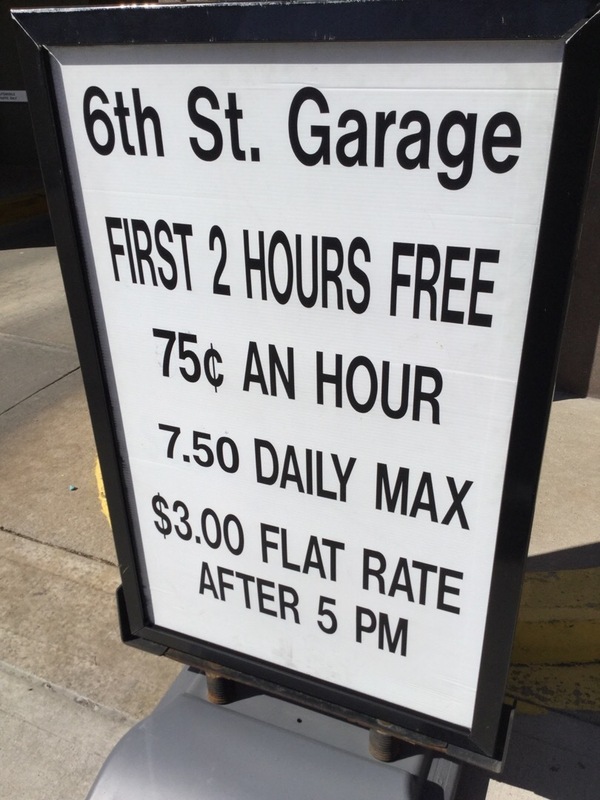 6th St. Garage
FIRST 2 HOURS FREE
75¢ AN HOUR
7.50 DAILY MAX
$3.00 FLAT RATE
AFTER 5 PM